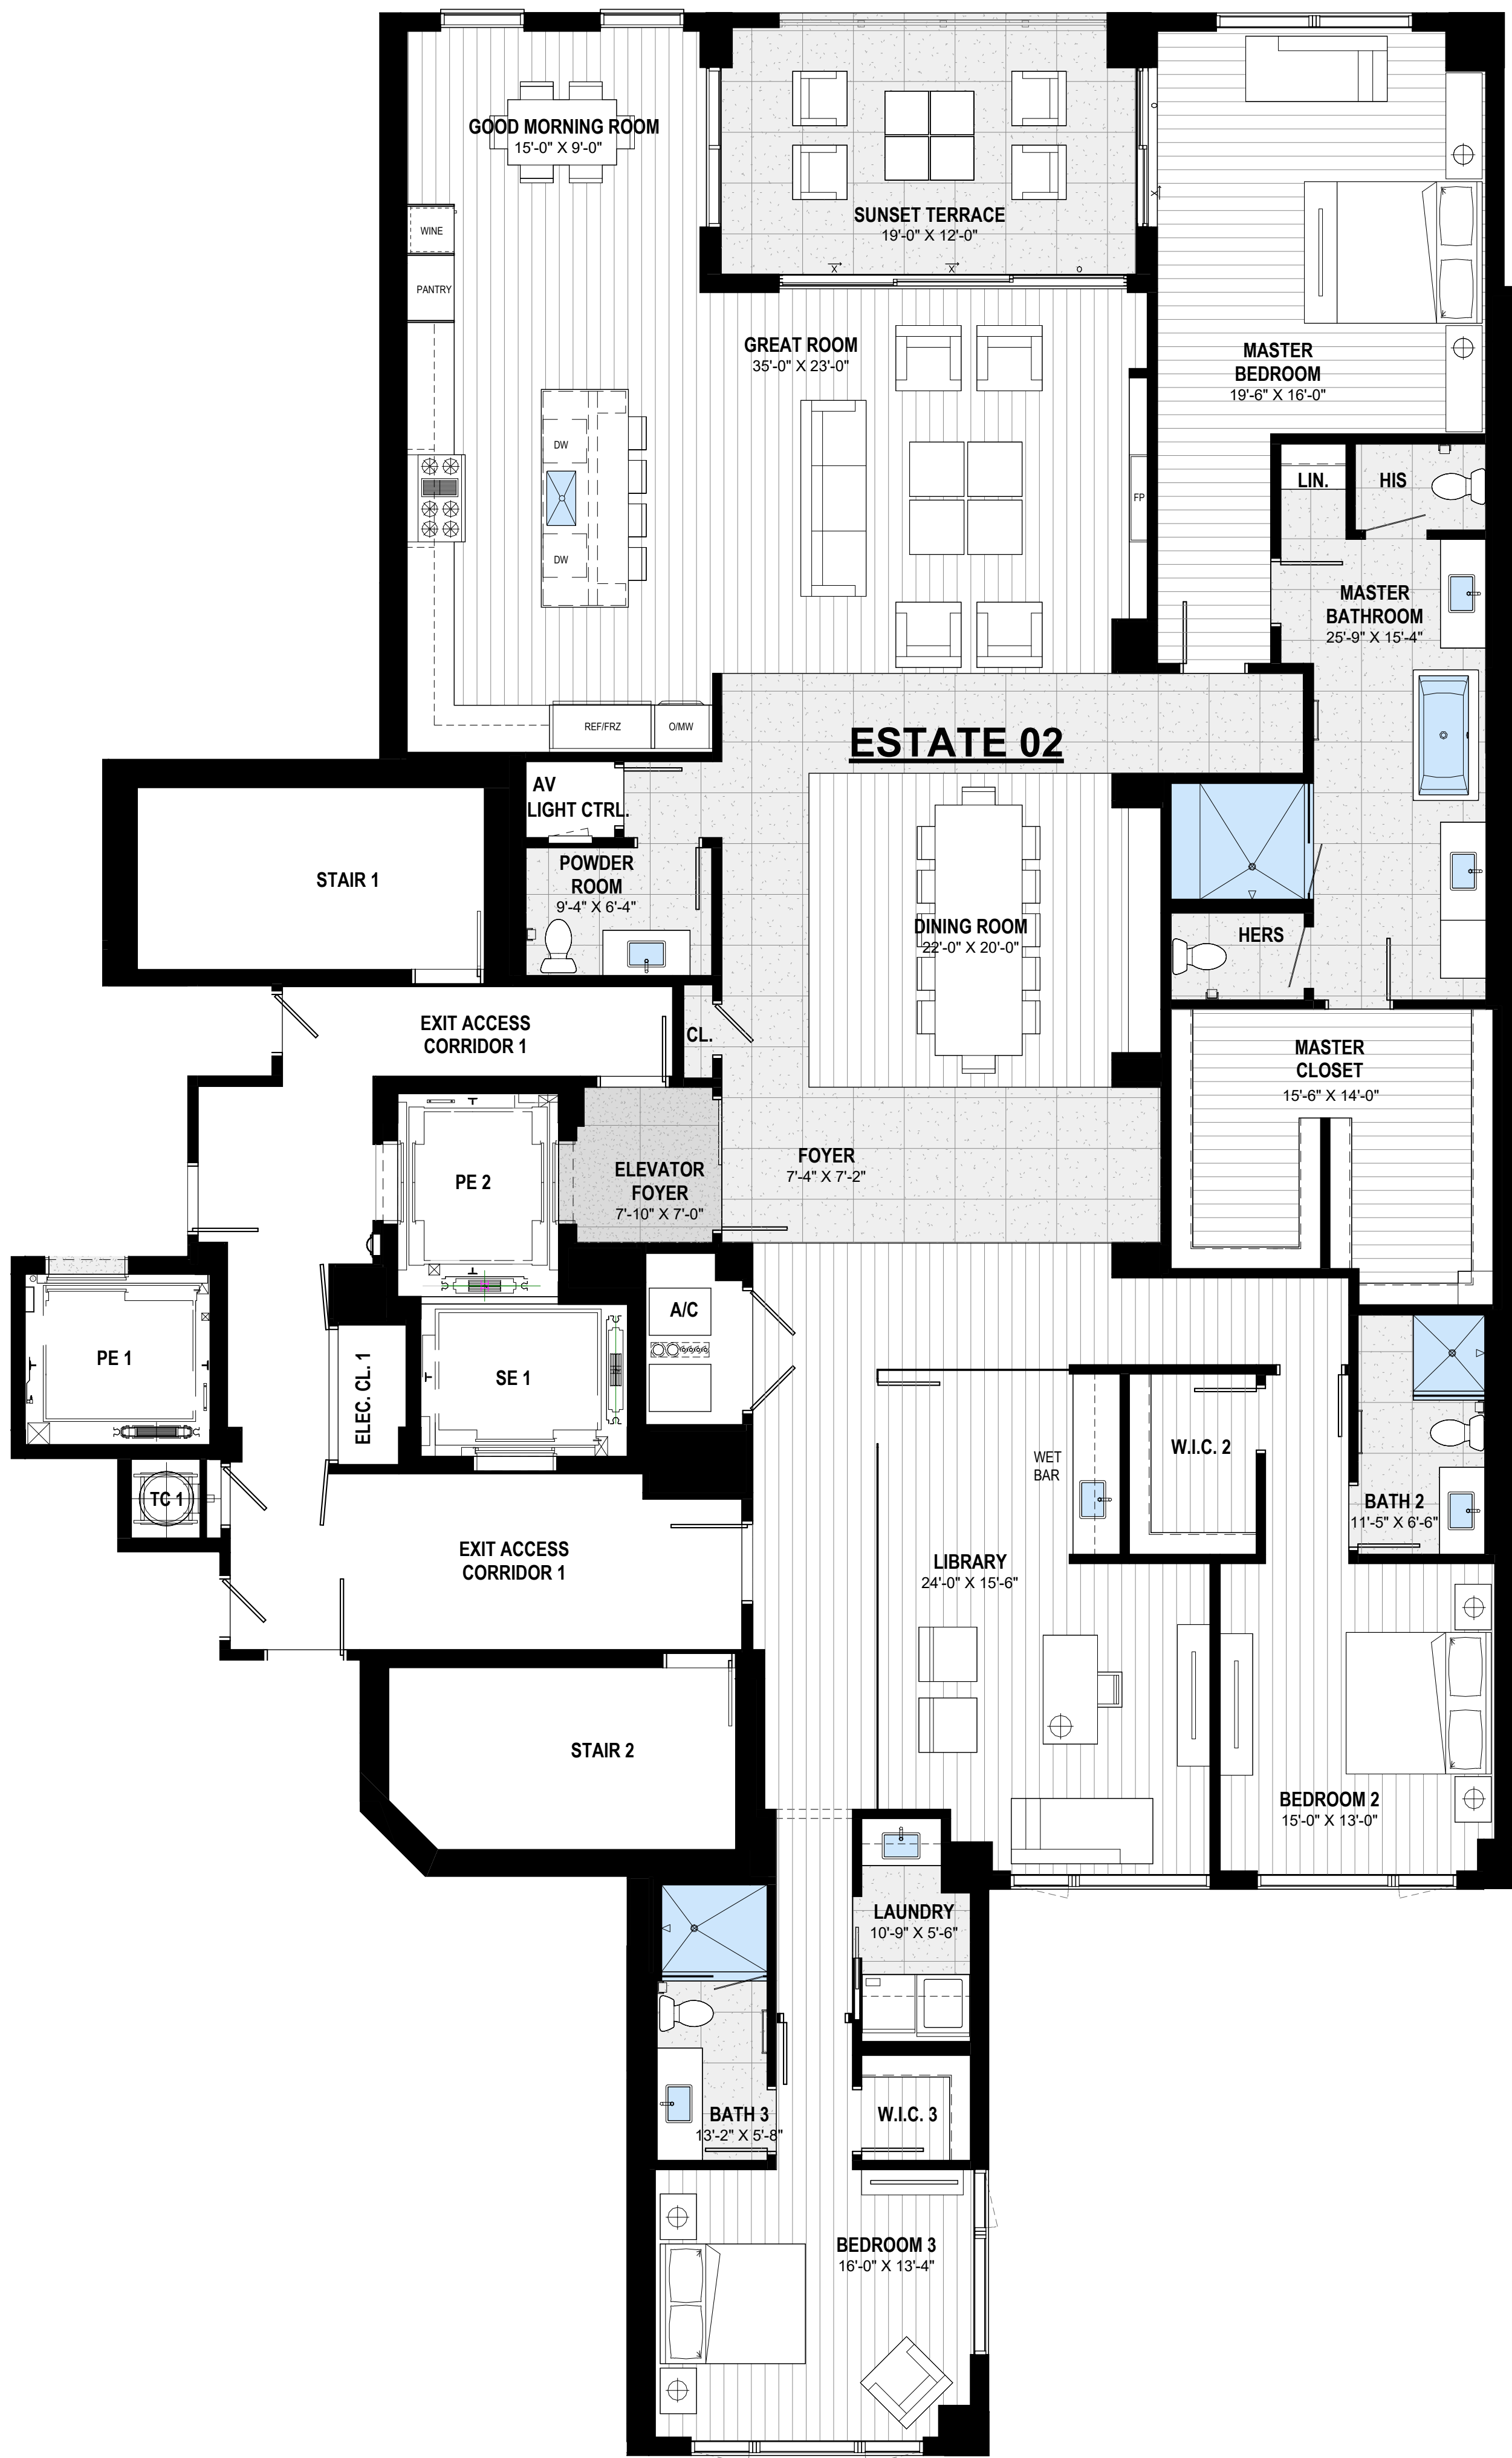 GOOD MORNING ROOM
15'-0" X 9'-0"
SUNSET TERRACE
19'-0" X 12'-0"
O
X
X
X
O
WINE
PANTRY
GREAT ROOM
35'-0" X 23'-0"
MASTER
BEDROOM
19'-6" X 16'-0"
DW
DW
FP
LIN.
HIS
MASTER
BATHROOM
25'-9" X 15'-4"
REF/FRZ
O/MW
ESTATE 02
AV
LIGHT CTRL.
POWDER
ROOM
9'-4" X 6'-4"
STAIR 1
DINING ROOM
22'-0" X 20'-0"
HERS
EXIT ACCESS
CORRIDOR 1
CL.
MASTER
CLOSET
15'-6" X 14'-0"
PE 2
ELEVATOR
FOYER
7'-10" X 7'-0"
FOYER
7'-4" X 7'-2"
A/C
PE 1
ELEC. CL. 1
SE 1
WET
BAR
W.I.C. 2
TC 1
BATH 2
11'-5" X 6'-6"
EXIT ACCESS
CORRIDOR 1
LIBRARY
24'-0" X 15'-6"
STAIR 2
BEDROOM 2
15'-0" X 13'-0"
LAUNDRY
10'-9" X 5'-6"
BATH 3
13'-2" X 5'-8"
W.I.C. 3
BEDROOM 3
16'-0" X 13'-4"